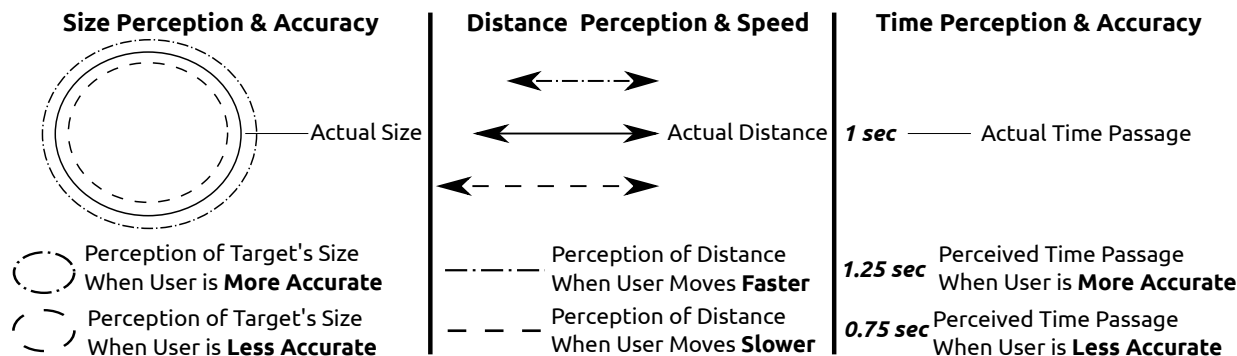 Size Perception & Accuracy
Actual Size
Perception of Target's Size
When User is More Accurate
Perception of Target's Size
When User is Less Accurate
Distance Perception & Speed
Actual Distance
Perception of Distance
When User Moves Faster
Perception of Distance
When User Moves Slower
Time Perception & Accuracy
1 sec Actual Time Passage
1.25 sec Perceived Time Passage
When User is More Accurate
0.75 sec Perceived Time Passage
When User is Less Accurate